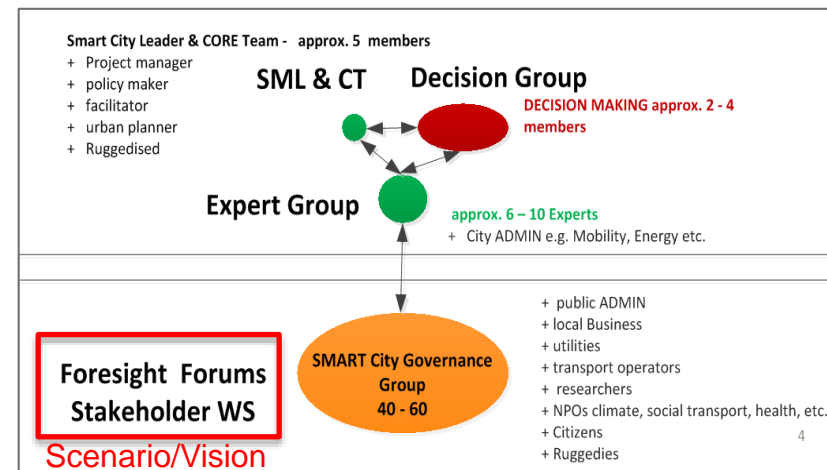 Smart City Leader & CORE Team - approx. 5 members
+ Project manager
+ policy maker
+ facilitator
+ urban planner
+ Ruggedised
SML & CT
Decision Group
DECISION MAKING approx. 2 - 4
members
Expert Group
approx. 6 – 10 Experts
+ City ADMIN e.g. Mobility, Energy etc.
Foresight Forums
Stakeholder WS
Scenario/Vision
SMART City Governance
Group
40 - 60
+ public ADMIN
+ local Business
+ utilities
+ transport operators
+ researchers
+ NPOs climate, social transport, health, etc.
+ Citizens
+ Ruggedies
4